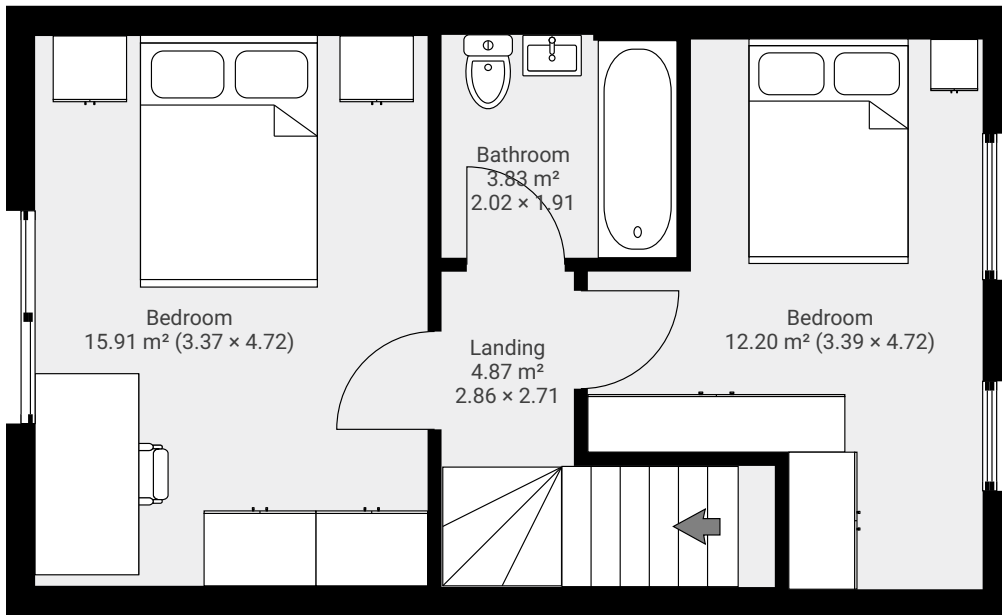 Bathroom
3.83 m²
2.02 × 1.91
Bedroom
15.91 m² (3.37 × 4.72)
Landing
4.87 m²
2.86 × 2.71
Bedroom
12.20 m² (3.39 × 4.72)